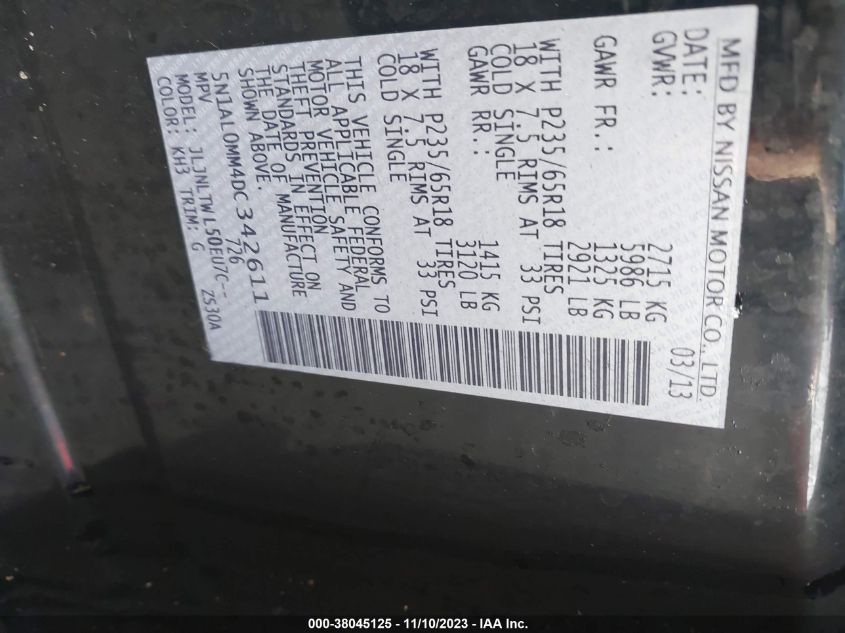 MFD BY NISSAN MOTOR CO., LTD.
DATE: 03/13
GVWR: 2715 KG
5986 LB
GAWR FR.: 1325 KG
2921 LB
WITH P235/65R18 TIRES
18 X 7.5 RIMS AT 33 PSI
COLD SINGLE
GAWR RR.: 1415 KG
3120 LB
WITH P235/65R18 TIRES
18 X 7.5 RIMS AT 33 PSI
COLD SINGLE
THIS VEHICLE CONFORMS TO
ALL APPLICABLE FEDERAL
MOTOR VEHICLE SAFETY AND
THEFT PREVENTION
STANDARDS IN EFFECT ON
THE DATE OF MANUFACTURE
SHOWN ABOVE.
5N1AL0MM4DC342611
MPV 776
MODEL: JLJNLTWL50EU7C--
COLOR: KH3 TRIM: G ZS30A
000-38045125 - 11/10/2023 - IAA Inc.